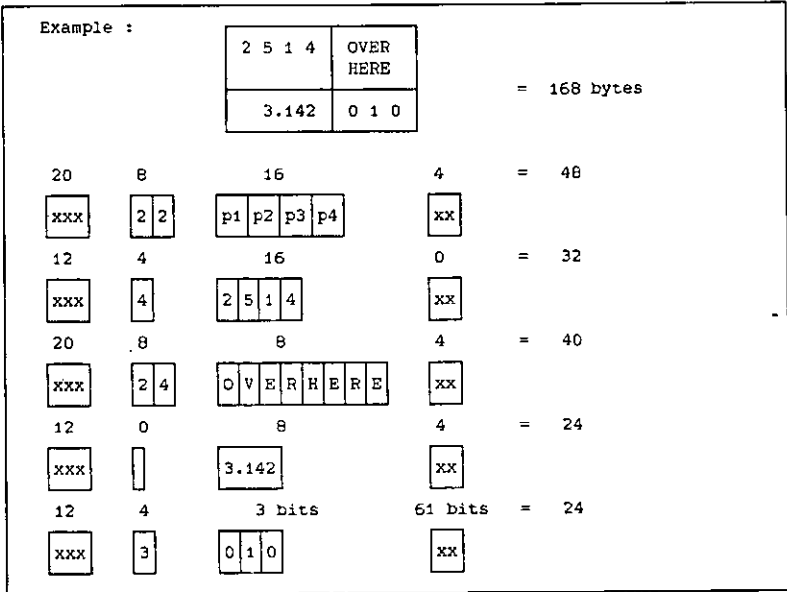 Example :
2 5 1 4 OVER
HERE
= 168 bytes
3.142 0 1 0
20 8 16 4 = 48
xxx 2 2 p1 p2 p3 p4 xx
12 4 16 0 = 32
xxx 4 2 5 1 4 xx
20 8 8 4 = 40
xxx 2 4 O V E R H E R E xx
12 0 8 4 = 24
xxx 3.142 xx
12 4 3 bits 61 bits = 24
xxx 3 0 1 0 xx